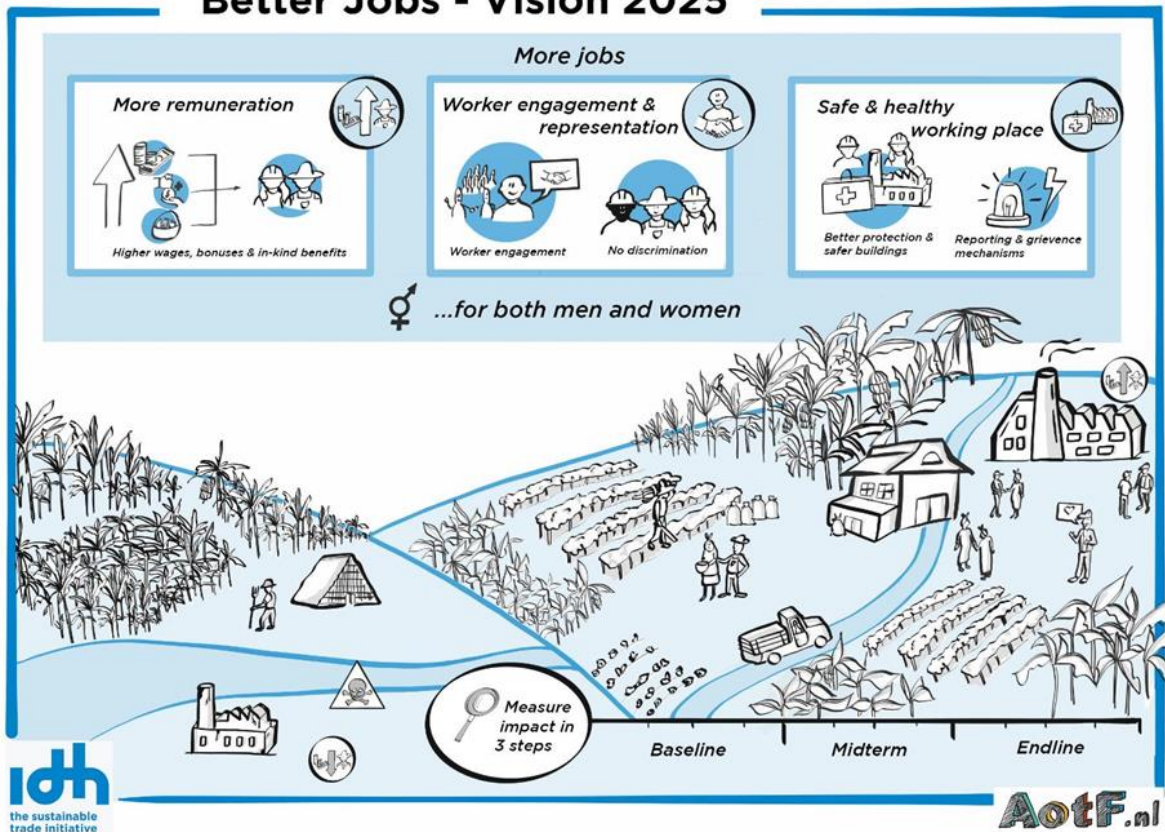 Better Jobs - Vision 2025
More jobs
More remuneration
Higher wages, bonuses & in-kind benefits
Worker engagement &
representation
Worker engagement
No discrimination
Safe & healthy
working place
Better protection &
safer buildings
Reporting & grievence
mechanisms
...for both men and women
Measure
impact in
3 steps
Baseline
Midterm
Endline
idh
the sustainable
trade initiative
AotF.nl